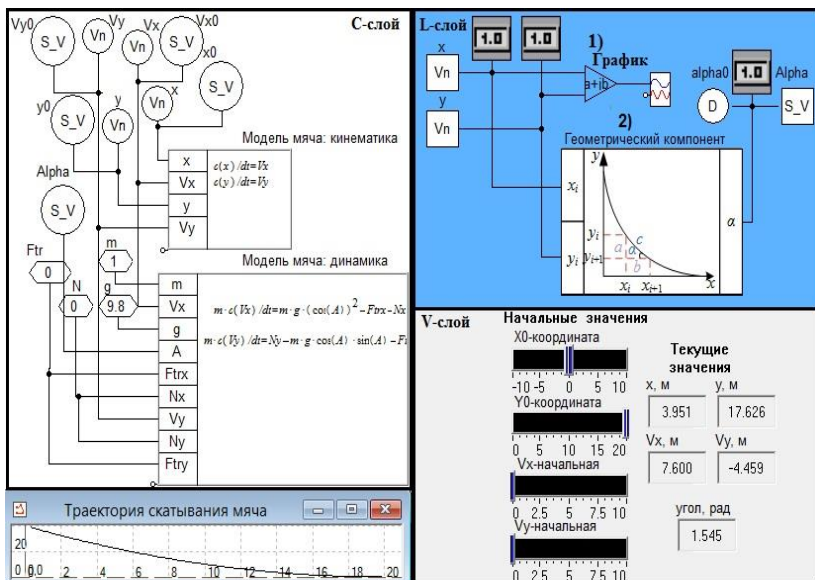 Vy0
Vy
Vx
Vx0
C-слой
S_V
Vn
Vn
S_V
x0
y0
y
x
S_V
S_V
Vn
Vn
Модель мяча: кинематика
Alpha
S_V
x
Vx
y
Vy
c(x)/dt=Vx
c(y)/dt=Vy
Ftr
0
N
0
m
1
g
9.8
Модель мяча: динамика
m
Vx
g
A
Ftrx
Nx
Vy
Ny
Ftry
m·c(Vx)/dt=m·g·(cos(A))²-Ftrx-Nx
m·c(Vy)/dt=Ny-m·g·cos(A)·sin(A)-Ft
Траектория скатывания мяча
20
0
0.0 2 4 6 8 10 12 14 16 18 20
L-слой
1.0
1.0
1)
График
x
Vn
a+ib
y
Vn
alpha0
1.0
Alpha
D
S_V
2)
Геометрический компонент
xi
yi
y
yi
yi+1
a
α
c
b
xi
xi+1
x
α
V-слой
Начальные значения
X0-координата
-10 -5 0 5 10
Y0-координата
0 5 10 15 20
Vx-начальная
0 2.5 5 7.5 10
Vy-начальная
0 2.5 5 7.5 10
Текущие
значения
x, м
y, м
3.951
17.626
Vx, м
Vy, м
7.600
-4.459
угол, рад
1.545